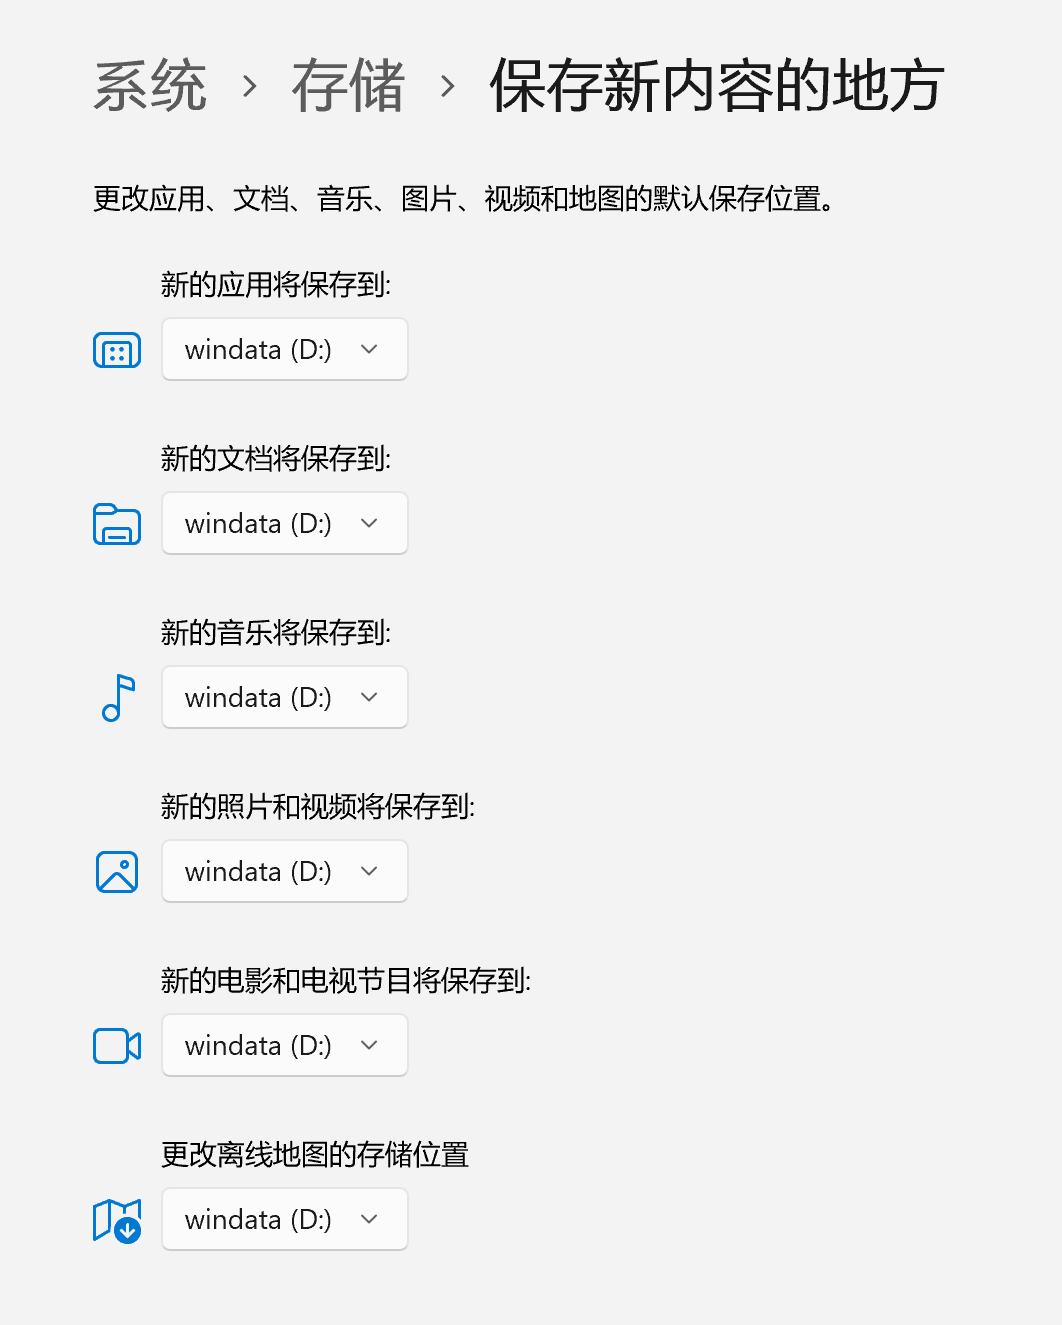 系统 › 存储 › 保存新内容的地方
更改应用、文档、音乐、图片、视频和地图的默认保存位置。
新的应用将保存到:
windata (D:)
新的文档将保存到:
windata (D:)
新的音乐将保存到:
windata (D:)
新的照片和视频将保存到:
windata (D:)
新的电影和电视节目将保存到:
windata (D:)
更改离线地图的存储位置
windata (D:)